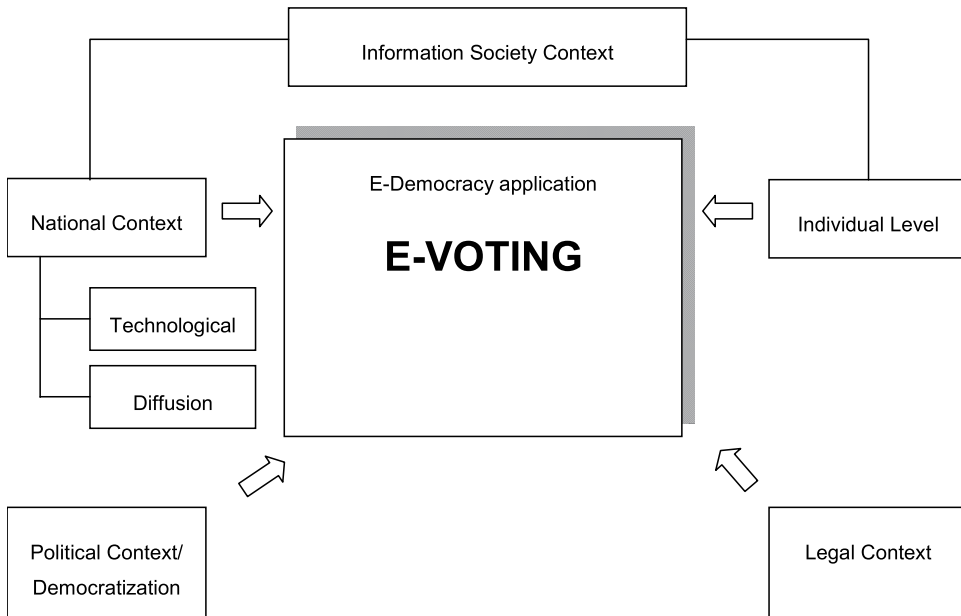 Information Society Context
E-Democracy application
E-VOTING
National Context
Individual Level
Technological
Diffusion
Political Context/
Democratization
Legal Context